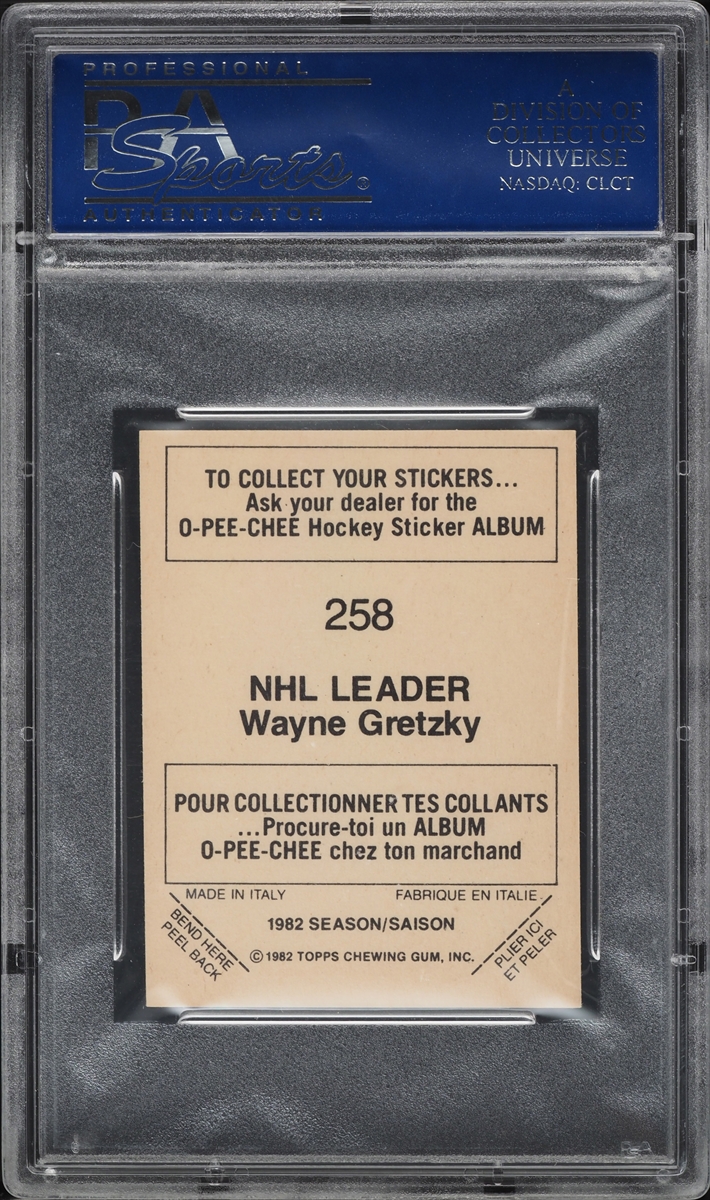 PROFESSIONAL
PSA
Sports®
AUTHENTICATOR
A
DIVISION OF
COLLECTORS
UNIVERSE
NASDAQ: CLCT
TO COLLECT YOUR STICKERS...
Ask your dealer for the
O-PEE-CHEE Hockey Sticker ALBUM
258
NHL LEADER
Wayne Gretzky
POUR COLLECTIONNER TES COLLANTS
...Procure-toi un ALBUM
O-PEE-CHEE chez ton marchand
MADE IN ITALY FABRIQUE EN ITALIE
1982 SEASON/SAISON
© 1982 TOPPS CHEWING GUM, INC.
BEND HERE
PEEL BACK
PLIER ICI
ET PELER